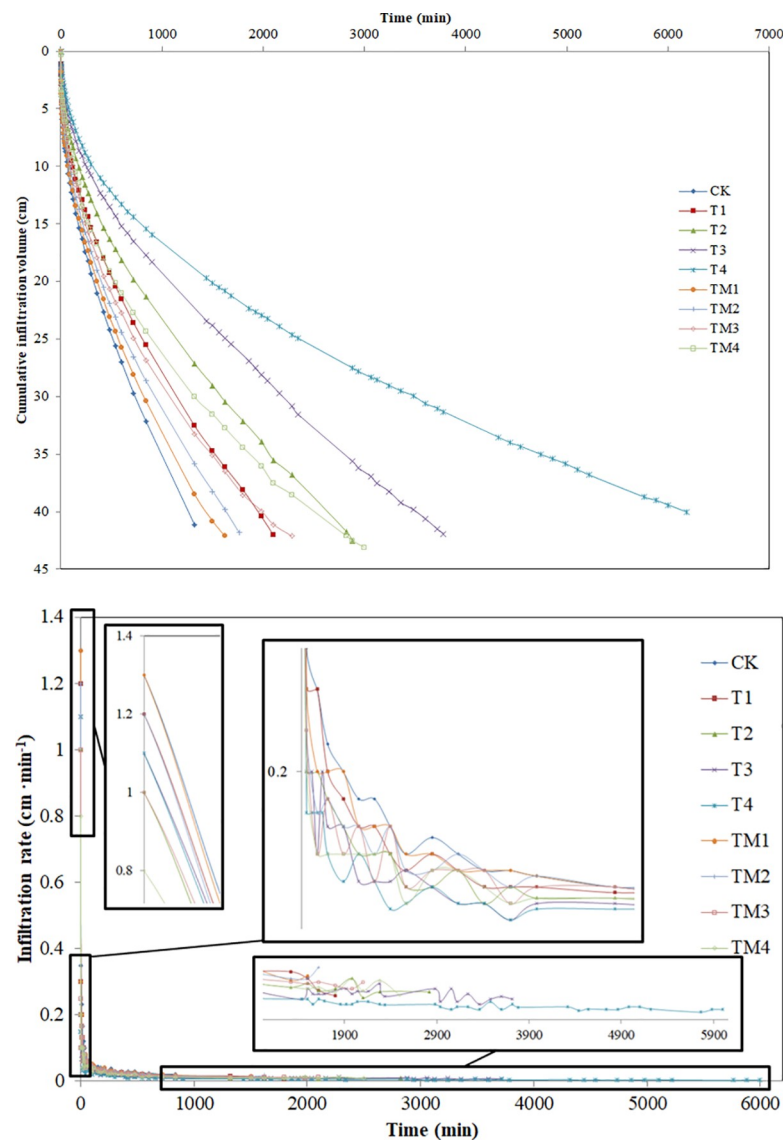 Time (min)
0 1000 2000 3000 4000 5000 6000 7000
0
5
10
15
20
25
30
35
40
45
Cumulative infiltration volume (cm)
CK
T1
T2
T3
T4
TM1
TM2
TM3
TM4
1.4
1.2
1
0.8
0.6
0.4
0.2
0
Infiltration rate (cm ·min-1)
1.4
1.2
1
0.8
0.2
1900 2900 3900 4900 5900
CK
T1
T2
T3
T4
TM1
TM2
TM3
TM4
0 1000 2000 3000 4000 5000 6000
Time (min)